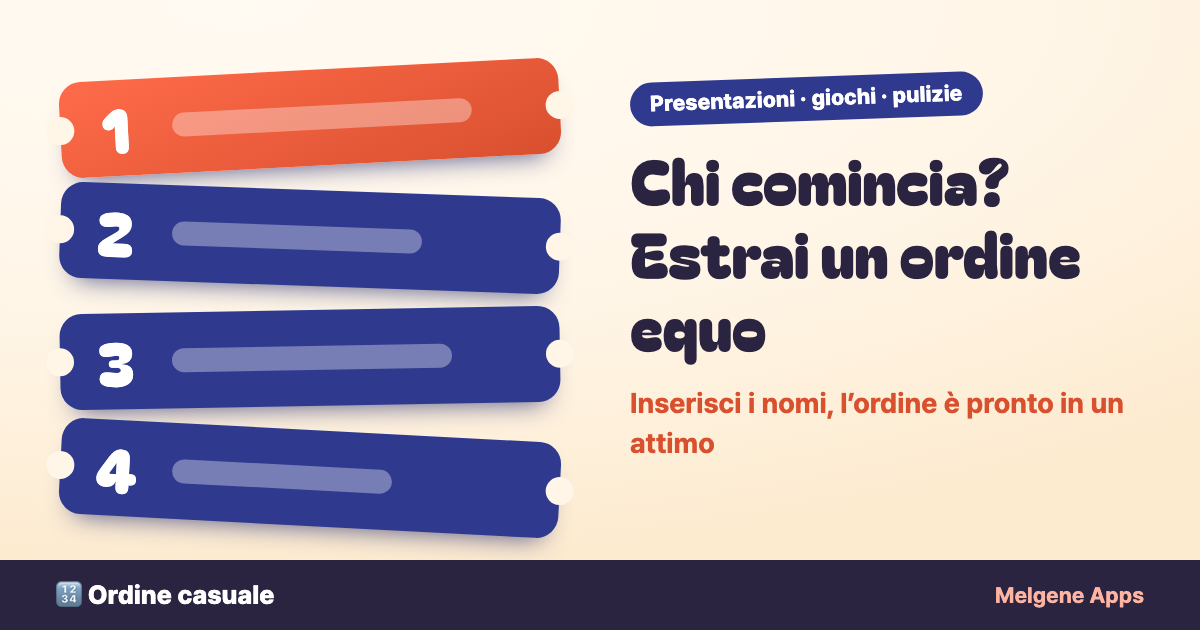 1
2
3
4
Presentazioni · giochi · pulizie
Chi comincia?
Estrai un ordine
equo
Inserisci i nomi, l’ordine è pronto in un
attimo
🔢 Ordine casuale
Melgene Apps